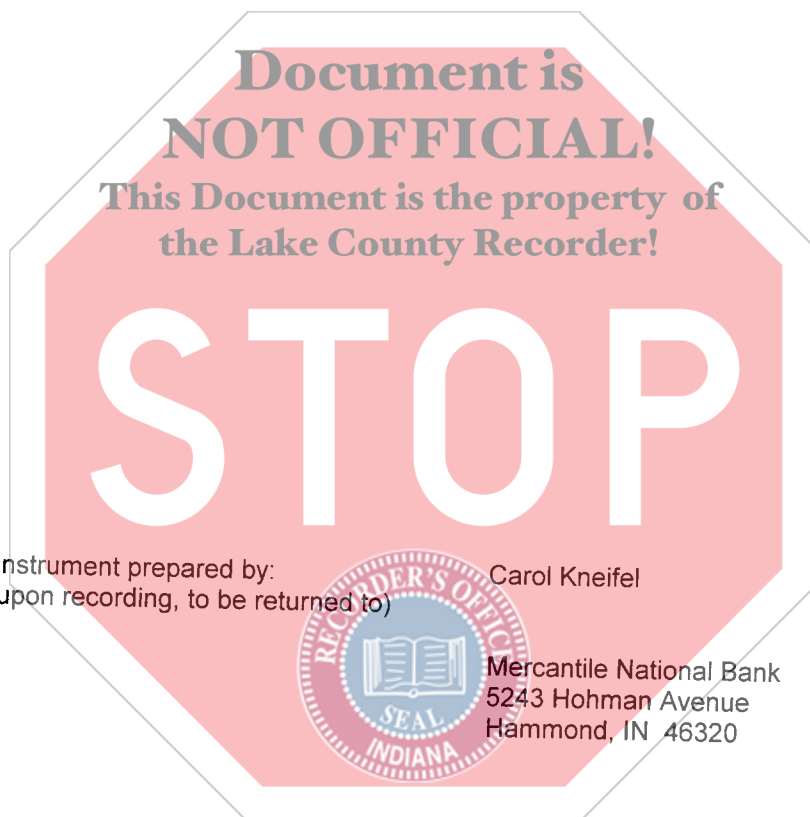 Document is
NOT OFFICIAL!
This Document is the property of
the Lake County Recorder!
STOP
nstrument prepared by:
upon recording, to be returned to)
Carol Kneifel
Mercantile National Bank
5243 Hohman Avenue
Hammond, IN 46320
RECORDER'S OFFICE
SEAL
INDIANA